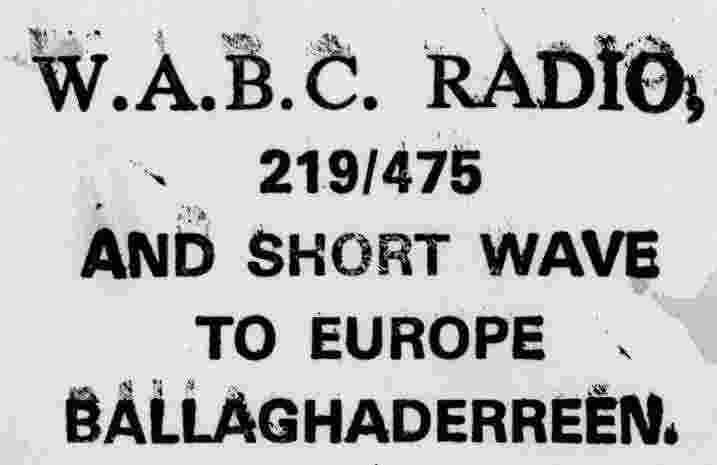 W.A.B.C. RADIO,
219/475
AND SHORT WAVE
TO EUROPE
BALLAGHADERREEN.